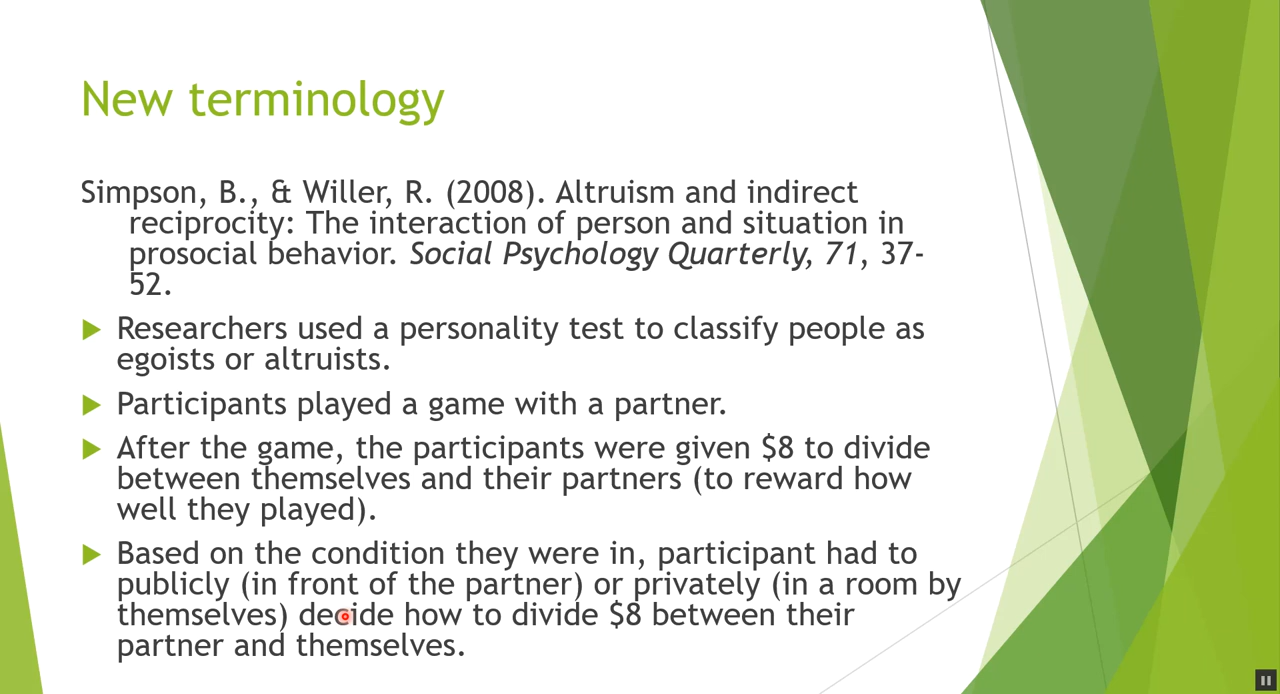 New terminology
Simpson, B., & Willer, R. (2008). Altruism and indirect
reciprocity: The interaction of person and situation in
prosocial behavior. Social Psychology Quarterly, 71, 37-
52.
Researchers used a personality test to classify people as
egoists or altruists.
Participants played a game with a partner.
After the game, the participants were given $8 to divide
between themselves and their partners (to reward how
well they played).
Based on the condition they were in, participant had to
publicly (in front of the partner) or privately (in a room by
themselves) decide how to divide $8 between their
partner and themselves.